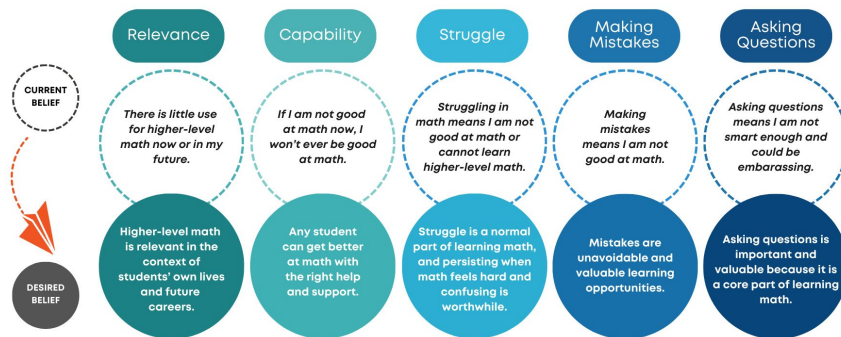 Relevance
Capability
Struggle
Making
Mistakes
Asking
Questions
CURRENT
BELIEF
There is little use
for higher-level
math now or in my
future.
If I am not good
at math now, I
won't ever be good
at math.
Struggling in
math means I am not
good at math or
cannot learn
higher-level math.
Making
mistakes
means I am not
good at math.
Asking questions
means I am not
smart enough and
could be
embarassing.
DESIRED
BELIEF
Higher-level math
is relevant in the
context of
students' own lives
and future
careers.
Any student
can get better
at math with
the right help
and support.
Struggle is a normal
part of learning math,
and persisting when
math feels hard and
confusing is
worthwhile.
Mistakes are
unavoidable and
valuable learning
opportunities.
Asking questions is
important and
valuable because it is
a core part of learning
math.